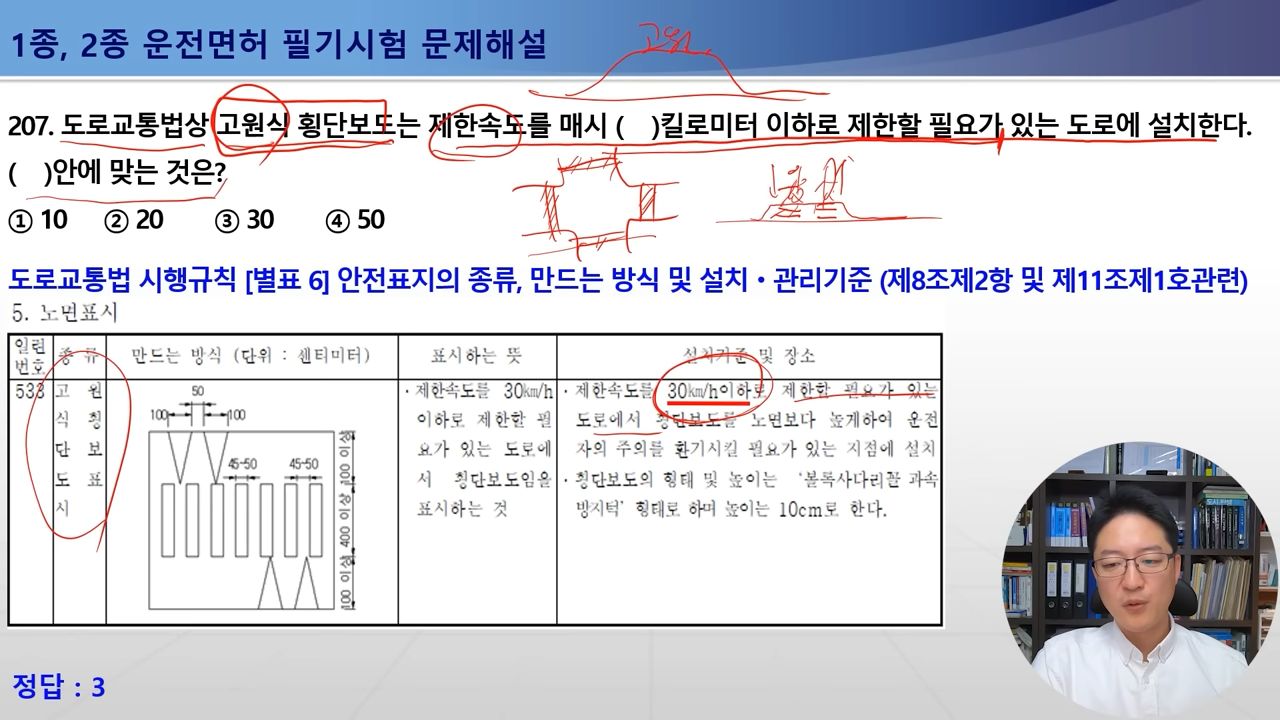 1종, 2종 운전면허 필기시험 문제해설
고원
207. 도로교통법상 고원식 횡단보도는 제한속도를 매시 ( )킬로미터 이하로 제한할 필요가 있는 도로에 설치한다.
( )안에 맞는 것은?
① 10 ② 20 ③ 30 ④ 50
도로교통법 시행규칙 [별표 6] 안전표지의 종류, 만드는 방식 및 설치・관리기준 (제8조제2항 및 제11조제1호관련)
5. 노면표시
일련번호 종 류 만드는 방식 (단위 : 센티미터) 표시하는 뜻 설치기준 및 장소
533 고 원 식 횡 단 보 도 표 시
50
100 100
45-50 45-50
100 이상
400 이상
100 이상
·제한속도를 30㎞/h
이하로 제한할 필
요가 있는 도로에
서 횡단보도임을
표시하는 것
·제한속도를 30㎞/h이하로 제한할 필요가 있는
도로에서 횡단보도를 노면보다 높게하여 운전
자의 주의를 환기시킬 필요가 있는 지점에 설치
·횡단보도의 형태 및 높이는 '볼록사다리꼴 과속
방지턱' 형태로 하며 높이는 10cm로 한다.
정답 : 3